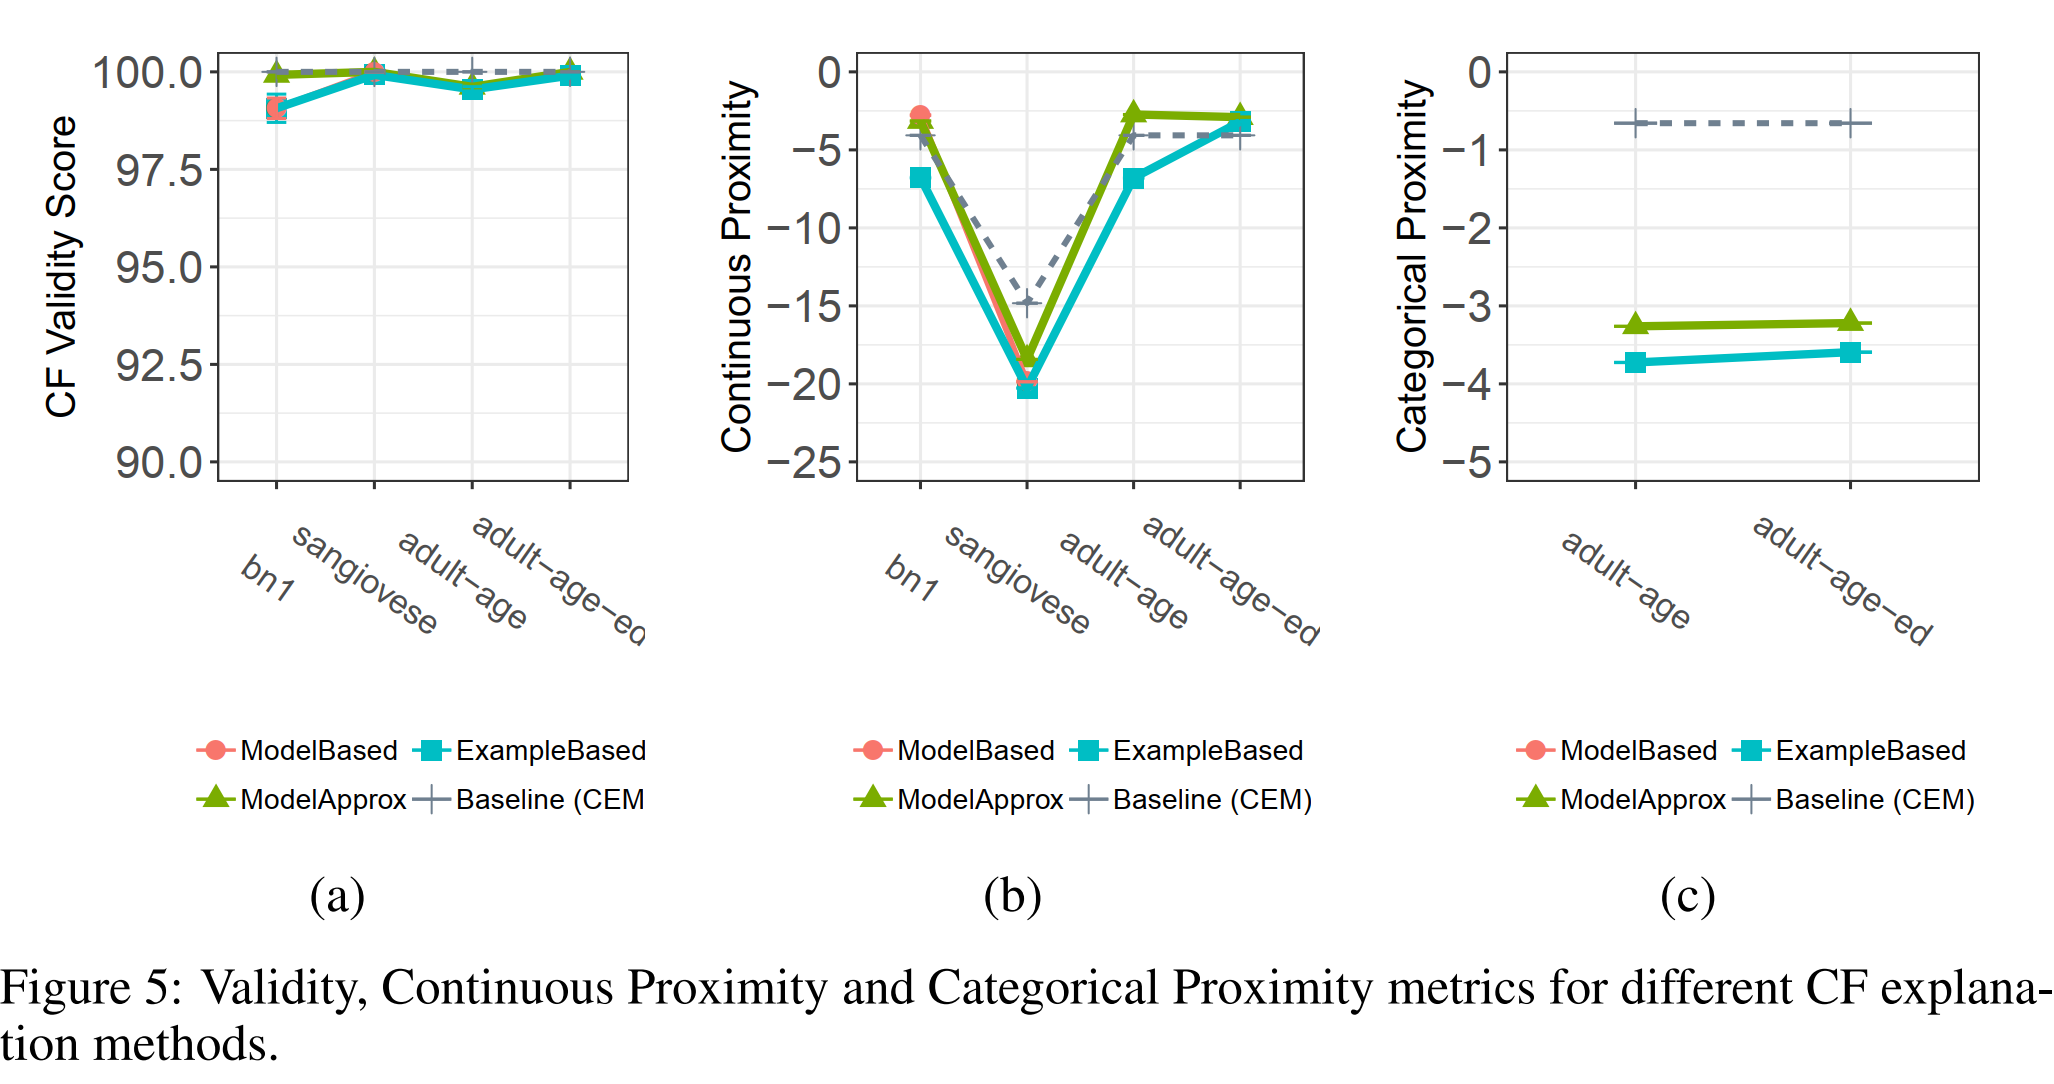 CF Validity Score
100.0
97.5
95.0
92.5
90.0
bn1
sangiovese
adult−age
adult−age−ed
ModelBased
ExampleBased
ModelApprox
Baseline (CEM
(a)
Continuous Proximity
0
−5
−10
−15
−20
−25
bn1
sangiovese
adult−age
adult−age−ed
ModelBased
ExampleBased
ModelApprox
Baseline (CEM)
(b)
Categorical Proximity
0
−1
−2
−3
−4
−5
adult−age
adult−age−ed
ModelBased
ExampleBased
ModelApprox
Baseline (CEM)
(c)
Figure 5: Validity, Continuous Proximity and Categorical Proximity metrics for different CF explana-
tion methods.